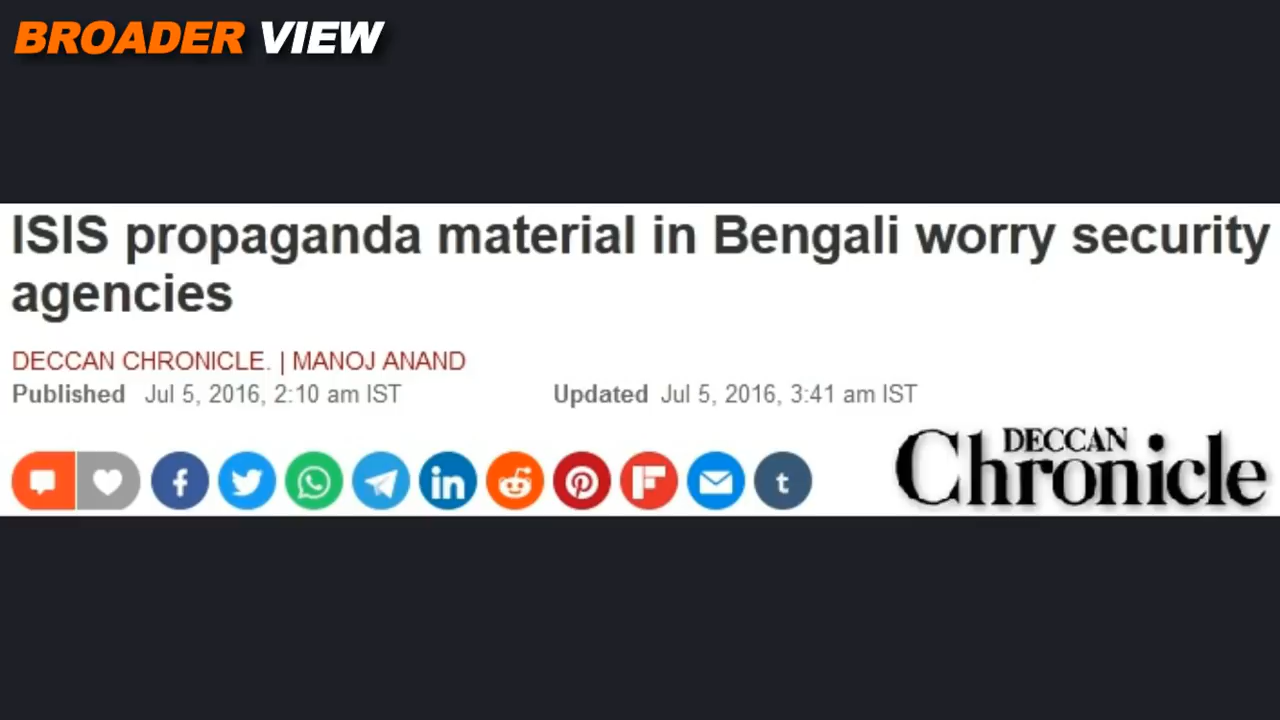 BROADER VIEW
ISIS propaganda material in Bengali worry security
agencies
DECCAN CHRONICLE. | MANOJ ANAND
Published Jul 5, 2016, 2:10 am IST Updated Jul 5, 2016, 3:41 am IST
DECCAN
Chronicle